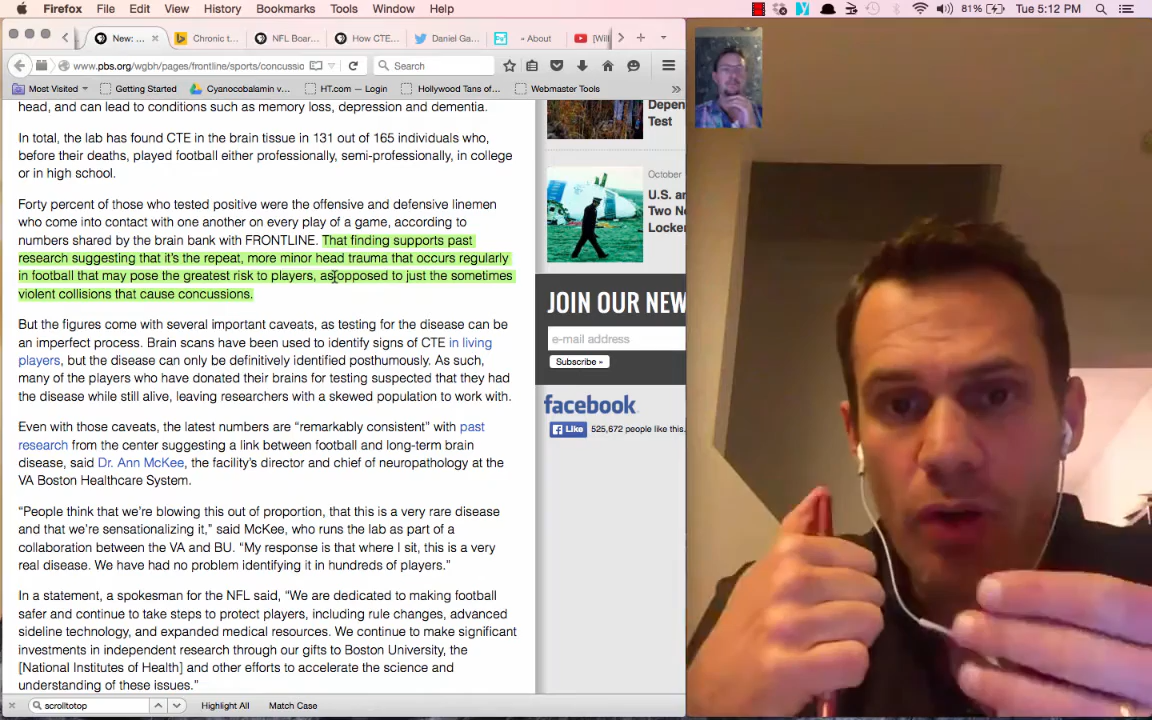 Firefox File Edit View History Bookmarks Tools Window Help
81% Tue 5:12 PM
New: ...
Chronic t...
NFL Boar...
How CTE...
Daniel Ga...
« About
www.pbs.org/wgbh/pages/frontline/sports/concussio
Search
Most Visited
Getting Started
Cyanocobalamin v...
HT.com — Login
Hollywood Tans of...
Webmaster Tools
head, and can lead to conditions such as memory loss, depression and dementia.
In total, the lab has found CTE in the brain tissue in 131 out of 165 individuals who,
before their deaths, played football either professionally, semi-professionally, in college
or in high school.
Forty percent of those who tested positive were the offensive and defensive linemen
who come into contact with one another on every play of a game, according to
numbers shared by the brain bank with FRONTLINE. That finding supports past
research suggesting that it's the repeat, more minor head trauma that occurs regularly
in football that may pose the greatest risk to players, as opposed to just the sometimes
violent collisions that cause concussions.
But the figures come with several important caveats, as testing for the disease can be
an imperfect process. Brain scans have been used to identify signs of CTE in living
players, but the disease can only be definitively identified posthumously. As such,
many of the players who have donated their brains for testing suspected that they had
the disease while still alive, leaving researchers with a skewed population to work with.
Even with those caveats, the latest numbers are “remarkably consistent” with past
research from the center suggesting a link between football and long-term brain
disease, said Dr. Ann McKee, the facility's director and chief of neuropathology at the
VA Boston Healthcare System.
“People think that we're blowing this out of proportion, that this is a very rare disease
and that we're sensationalizing it,” said McKee, who runs the lab as part of a
collaboration between the VA and BU. “My response is that where I sit, this is a very
real disease. We have had no problem identifying it in hundreds of players.”
In a statement, a spokesman for the NFL said, “We are dedicated to making football
safer and continue to take steps to protect players, including rule changes, advanced
sideline technology, and expanded medical resources. We continue to make significant
investments in independent research through our gifts to Boston University, the
[National Institutes of Health] and other efforts to accelerate the science and
understanding of these issues.”
Depen
Test
October
U.S. a
Two Ne
Locker
JOIN OUR NEW
e-mail address
Subscribe »
facebook
Like 525,672 people like this.
scrolltotop
Highlight All
Match Case